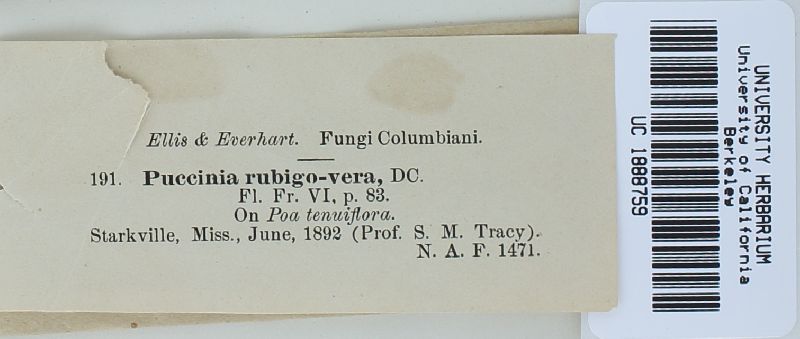 Ellis & Everhart. Fungi Columbiani.
191. Puccinia rubigo-vera, DC.
Fl. Fr. VI, p. 83.
On Poa tenuiflora.
Starkville, Miss., June, 1892 (Prof. S. M. Tracy).
N. A. F. 1471.
UNIVERSITY HERBARIUM
University of California
Berkeley
UC 1888759